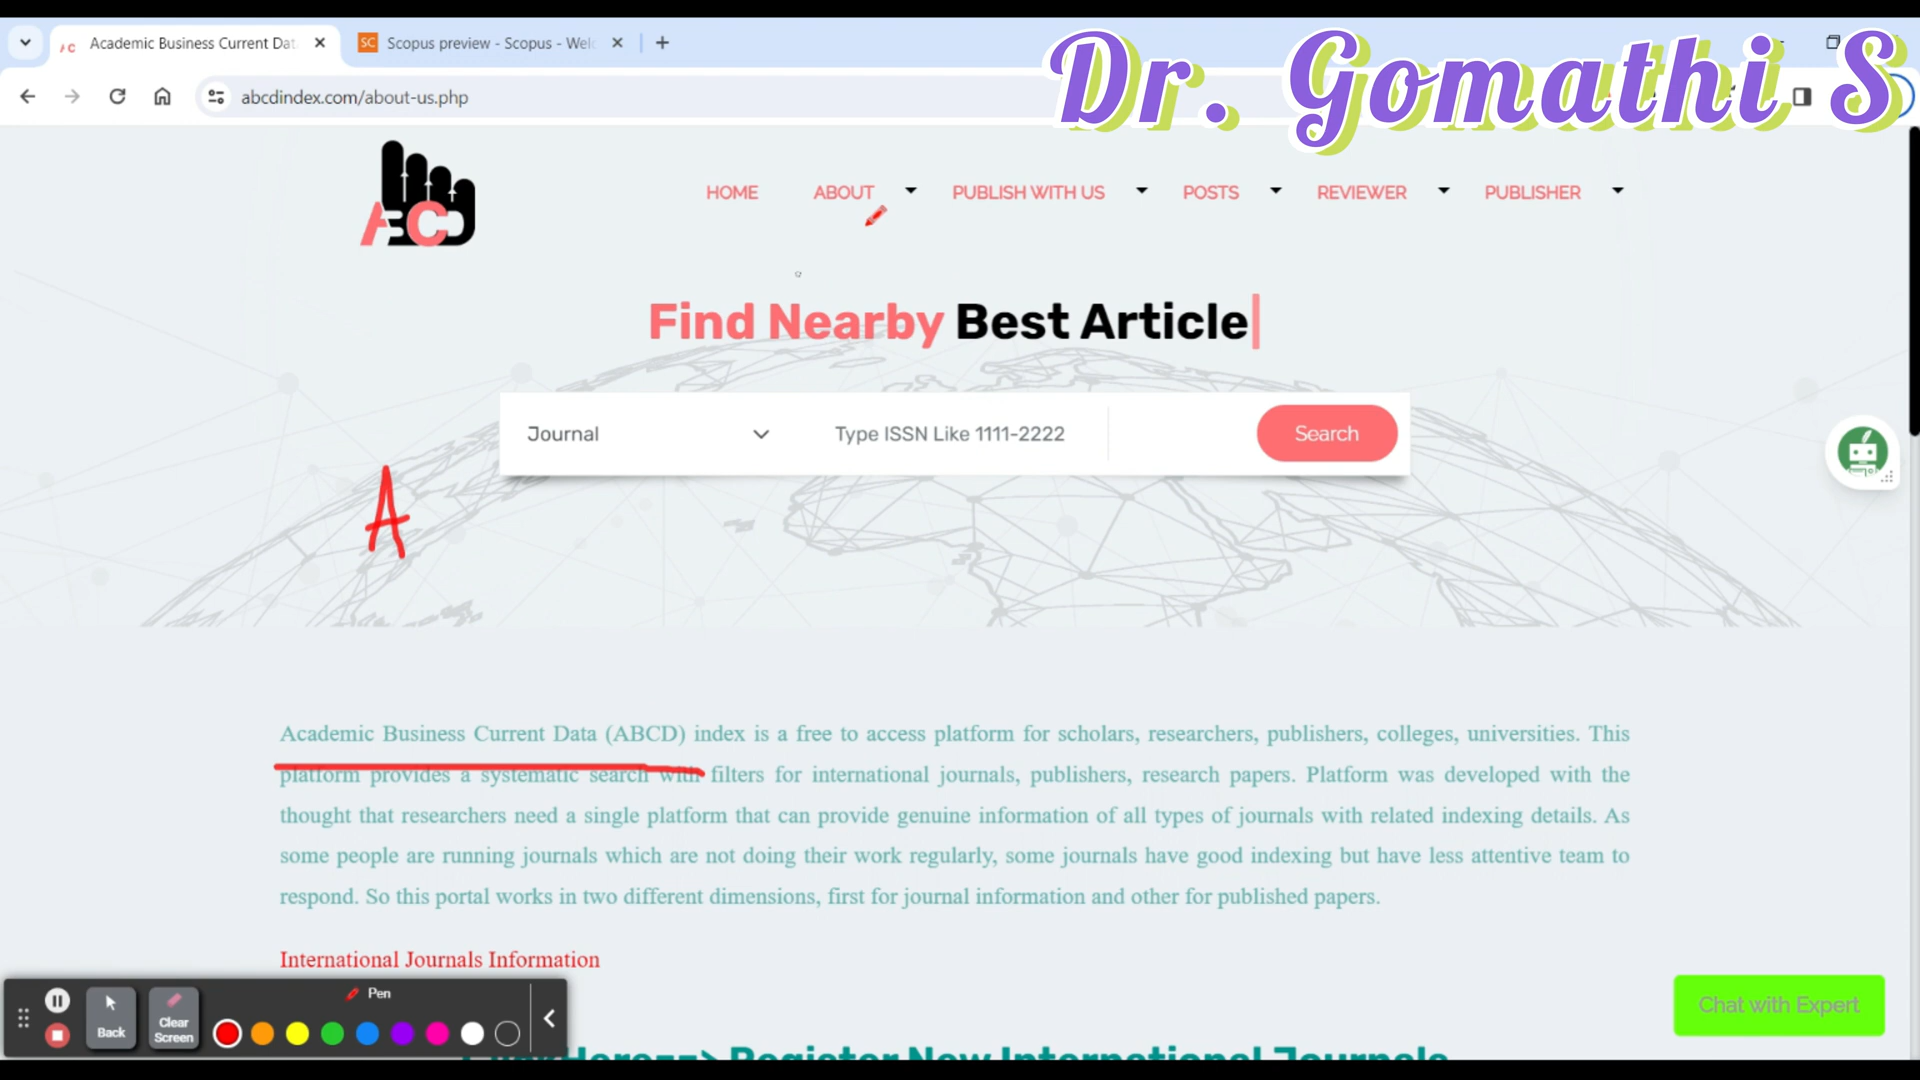 Academic Business Current Dat
Scopus preview - Scopus - Welc
Dr. Gomathi S
abcdindex.com/about-us.php
ABCD
HOME ABOUT PUBLISH WITH US POSTS REVIEWER PUBLISHER
Find Nearby Best Article
Journal Type ISSN Like 1111-2222 Search
A
Academic Business Current Data (ABCD) index is a free to access platform for scholars, researchers, publishers, colleges, universities. This
platform provides a systematic search with filters for international journals, publishers, research papers. Platform was developed with the
thought that researchers need a single platform that can provide genuine information of all types of journals with related indexing details. As
some people are running journals which are not doing their work regularly, some journals have good indexing but have less attentive team to
respond. So this portal works in two different dimensions, first for journal information and other for published papers.
International Journals Information
Pen
Back
Clear
Screen
Chat with Expert
Here==> Register New International Journals